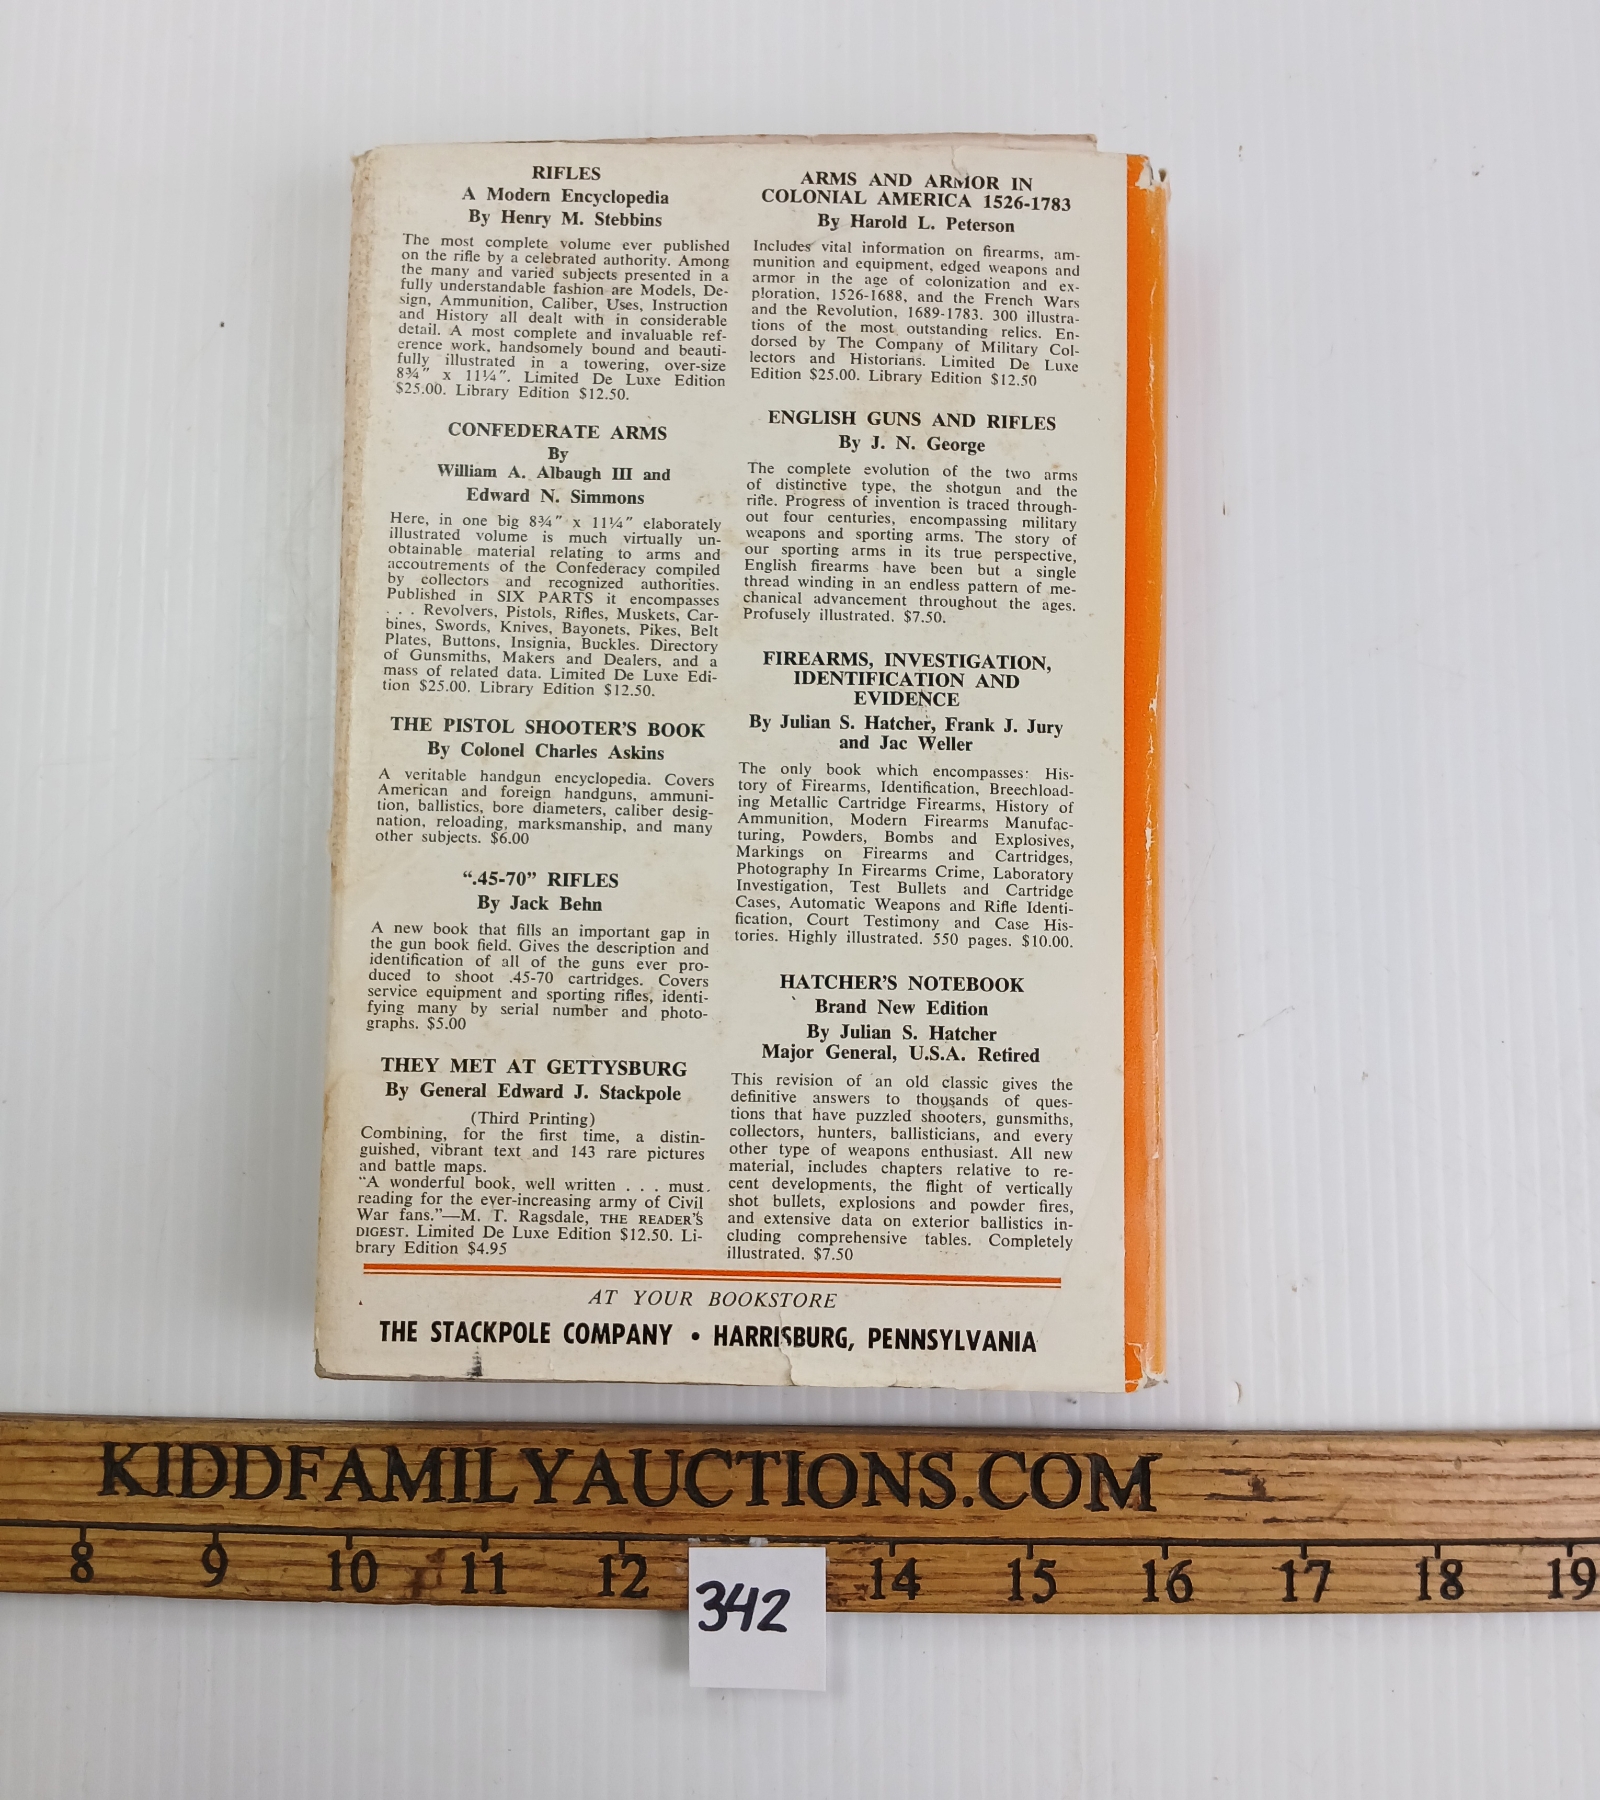 RIFLES
A Modern Encyclopedia
By Henry M. Stebbins
The most complete volume ever published
on the rifle by a celebrated authority. Among
the many and varied subjects presented in a
fully understandable fashion are Models, De-
sign, Ammunition, Caliber, Uses, Instruction
and History all dealt with in considerable
detail. A most complete and invaluable ref-
erence work, handsomely bound and beauti-
fully illustrated in a towering, over-size
8¾" x 11¼". Limited De Luxe Edition
$25.00. Library Edition $12.50.
CONFEDERATE ARMS
By
William A. Albaugh III and
Edward N. Simmons
Here, in one big 8¾" x 11¼" elaborately
illustrated volume is much virtually un-
obtainable material relating to arms and
accoutrements of the Confederacy compiled
by collectors and recognized authorities.
Published in SIX PARTS it encompasses
. . . Revolvers, Pistols, Rifles, Muskets, Car-
bines, Swords, Knives, Bayonets, Pikes, Belt
Plates, Buttons, Insignia, Buckles. Directory
of Gunsmiths, Makers and Dealers, and a
mass of related data. Limited De Luxe Edi-
tion $25.00. Library Edition $12.50.
THE PISTOL SHOOTER'S BOOK
By Colonel Charles Askins
A veritable handgun encyclopedia. Covers
American and foreign handguns, ammuni-
tion, ballistics, bore diameters, caliber desig-
nation, reloading, marksmanship, and many
other subjects. $6.00
“.45-70” RIFLES
By Jack Behn
A new book that fills an important gap in
the gun book field. Gives the description and
identification of all of the guns ever pro-
duced to shoot .45-70 cartridges. Covers
service equipment and sporting rifles, identi-
fying many by serial number and photo-
graphs. $5.00
THEY MET AT GETTYSBURG
By General Edward J. Stackpole
(Third Printing)
Combining, for the first time, a distin-
guished, vibrant text and 143 rare pictures
and battle maps.
“A wonderful book, well written . . . must
reading for the ever-increasing army of Civil
War fans.”—M. T. Ragsdale, THE READER'S
DIGEST. Limited De Luxe Edition $12.50. Li-
brary Edition $4.95
ARMS AND ARMOR IN
COLONIAL AMERICA 1526-1783
By Harold L. Peterson
Includes vital information on firearms, am-
munition and equipment, edged weapons and
armor in the age of colonization and ex-
ploration, 1526-1688, and the French Wars
and the Revolution, 1689-1783. 300 illustra-
tions of the most outstanding relics. En-
dorsed by The Company of Military Col-
lectors and Historians. Limited De Luxe
Edition $25.00. Library Edition $12.50
ENGLISH GUNS AND RIFLES
By J. N. George
The complete evolution of the two arms
of distinctive type, the shotgun and the
rifle. Progress of invention is traced through-
out four centuries, encompassing military
weapons and sporting arms. The story of
our sporting arms in its true perspective,
English firearms have been but a single
thread winding in an endless pattern of me-
chanical advancement throughout the ages.
Profusely illustrated. $7.50.
FIREARMS, INVESTIGATION,
IDENTIFICATION AND
EVIDENCE
By Julian S. Hatcher, Frank J. Jury
and Jac Weller
The only book which encompasses: His-
tory of Firearms, Identification, Breechload-
ing Metallic Cartridge Firearms, History of
Ammunition, Modern Firearms Manufac-
turing, Powders, Bombs and Explosives,
Markings on Firearms and Cartridges,
Photography In Firearms Crime, Laboratory
Investigation, Test Bullets and Cartridge
Cases, Automatic Weapons and Rifle Identi-
fication, Court Testimony and Case His-
tories. Highly illustrated. 550 pages. $10.00.
HATCHER'S NOTEBOOK
Brand New Edition
By Julian S. Hatcher
Major General, U.S.A. Retired
This revision of an old classic gives the
definitive answers to thousands of ques-
tions that have puzzled shooters, gunsmiths,
collectors, hunters, ballisticians, and every
other type of weapons enthusiast. All new
material, includes chapters relative to re-
cent developments, the flight of vertically
shot bullets, explosions and powder fires,
and extensive data on exterior ballistics in-
cluding comprehensive tables. Completely
illustrated. $7.50
AT YOUR BOOKSTORE
THE STACKPOLE COMPANY • HARRISBURG, PENNSYLVANIA
KIDDFAMILYAUCTIONS.COM
8 9 10 11 12 14 15 16 17 18 19
342